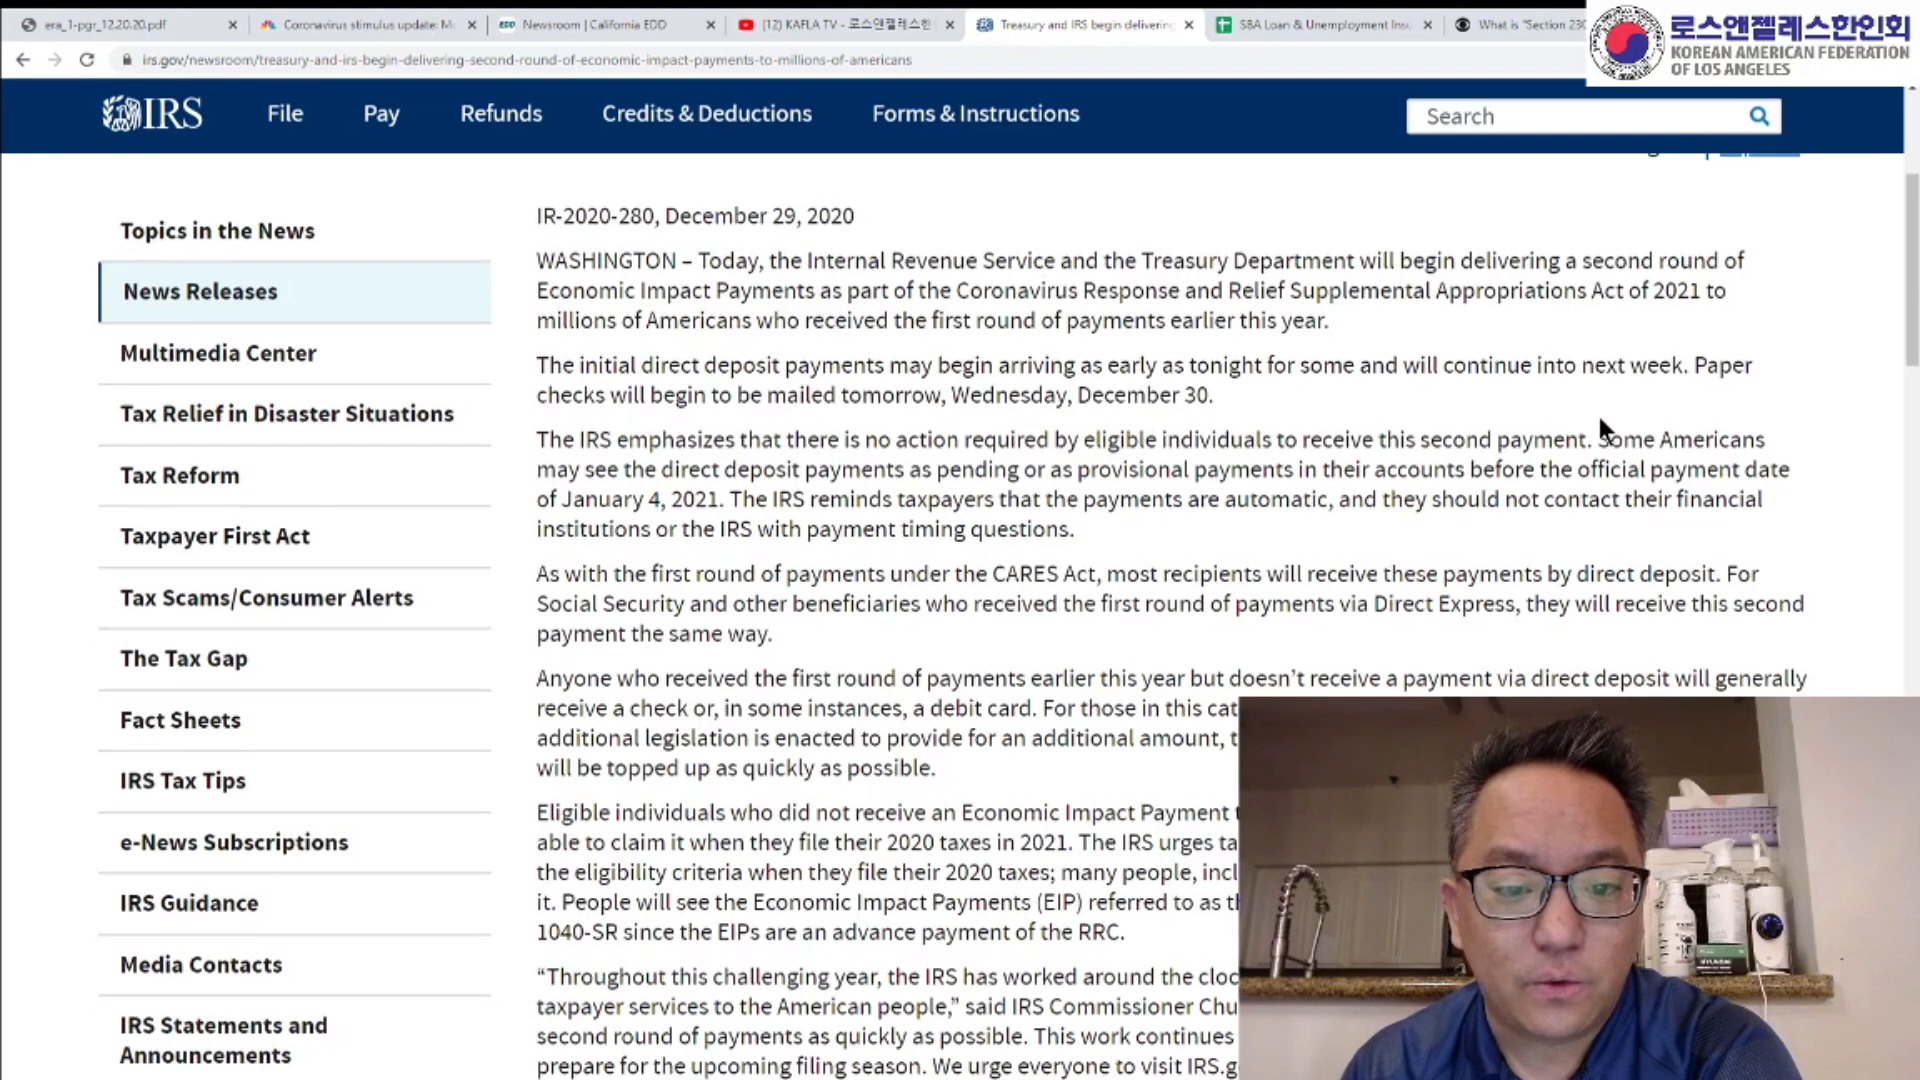 era_1-pgr_12.20.20.pdf
Coronavirus stimulus update: M
Newsroom | California EDD
(12) KAFLA TV - 로스앤젤레스한
Treasury and IRS begin deliverin
SBA Loan & Unemployment Ins
What is "Section 230
로스앤젤레스한인회
KOREAN AMERICAN FEDERATION
OF LOS ANGELES
irs.gov/newsroom/treasury-and-irs-begin-delivering-second-round-of-economic-impact-payments-to-millions-of-americans
IRS
File
Pay
Refunds
Credits & Deductions
Forms & Instructions
Search
Topics in the News
News Releases
Multimedia Center
Tax Relief in Disaster Situations
Tax Reform
Taxpayer First Act
Tax Scams/Consumer Alerts
The Tax Gap
Fact Sheets
IRS Tax Tips
e-News Subscriptions
IRS Guidance
Media Contacts
IRS Statements and
Announcements
IR-2020-280, December 29, 2020
WASHINGTON – Today, the Internal Revenue Service and the Treasury Department will begin delivering a second round of
Economic Impact Payments as part of the Coronavirus Response and Relief Supplemental Appropriations Act of 2021 to
millions of Americans who received the first round of payments earlier this year.
The initial direct deposit payments may begin arriving as early as tonight for some and will continue into next week. Paper
checks will begin to be mailed tomorrow, Wednesday, December 30.
The IRS emphasizes that there is no action required by eligible individuals to receive this second payment. Some Americans
may see the direct deposit payments as pending or as provisional payments in their accounts before the official payment date
of January 4, 2021. The IRS reminds taxpayers that the payments are automatic, and they should not contact their financial
institutions or the IRS with payment timing questions.
As with the first round of payments under the CARES Act, most recipients will receive these payments by direct deposit. For
Social Security and other beneficiaries who received the first round of payments via Direct Express, they will receive this second
payment the same way.
Anyone who received the first round of payments earlier this year but doesn’t receive a payment via direct deposit will generally
receive a check or, in some instances, a debit card. For those in this cat
additional legislation is enacted to provide for an additional amount, t
will be topped up as quickly as possible.
Eligible individuals who did not receive an Economic Impact Payment t
able to claim it when they file their 2020 taxes in 2021. The IRS urges ta
the eligibility criteria when they file their 2020 taxes; many people, incl
it. People will see the Economic Impact Payments (EIP) referred to as th
1040-SR since the EIPs are an advance payment of the RRC.
“Throughout this challenging year, the IRS has worked around the cloc
taxpayer services to the American people,” said IRS Commissioner Chu
second round of payments as quickly as possible. This work continues
prepare for the upcoming filing season. We urge everyone to visit IRS.g